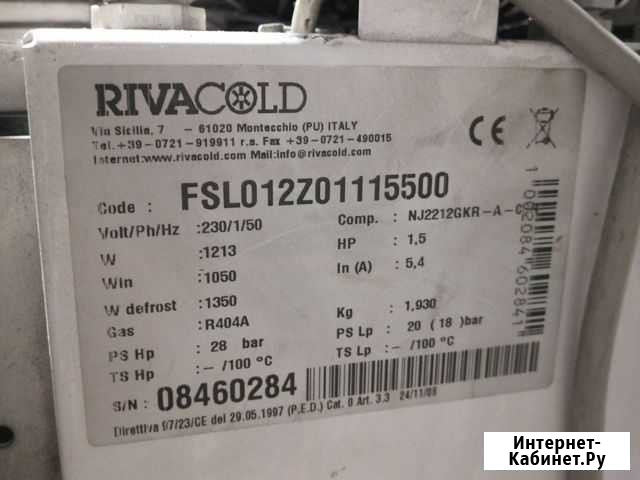 RIVACOLD
Via Sicilia, 7 - 61020 Montecchio (PU) ITALY
Tel.+39-0721-919911 r.a. Fax +39-0721-490015
Internet:www.rivacold.com Mail:info@rivacold.com
CE
Code : FSL012Z01115500
Volt/Ph/Hz :230/1/50 Comp. : NJ2212GKR-A-
W :1213 HP : 1,5
Win :1050 In (A) : 5,4
W defrost :1350 Kg : 1,930
Gas :R404A PS Lp : 20 (18)bar
PS Hp : 28 bar TS Lp :-/100 °C
TS Hp :-/100 °C
S/N : 08460284
Direttiva 97/23/CE del 29.05.1997 (P.E.D.) Cat. 0 Art. 3.3 24/11/08
Интернет-
Кабинет.Ру